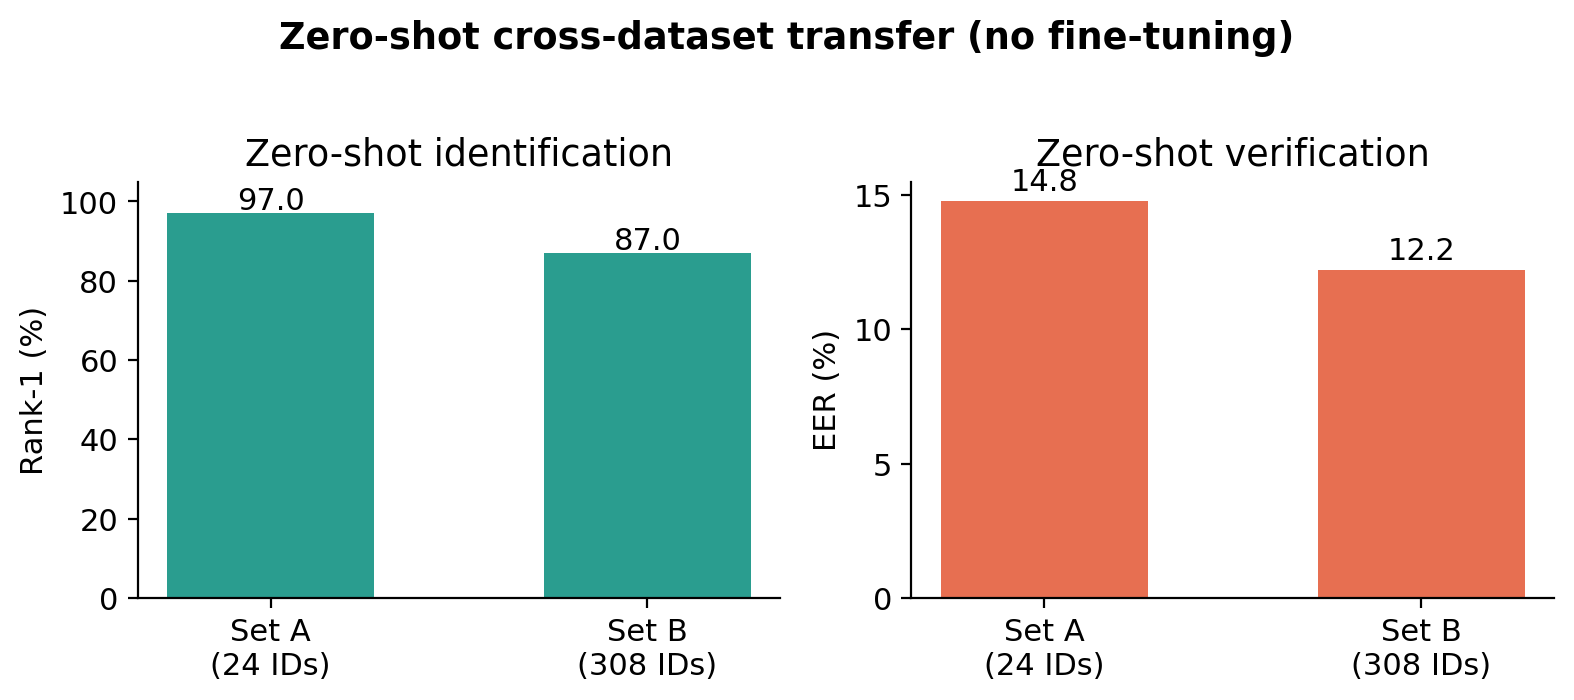 Zero-shot cross-dataset transfer (no fine-tuning)
Zero-shot identification
Rank-1 (%)
100
80
60
40
20
0
97.0
87.0
Set A
(24 IDs)
Set B
(308 IDs)
Zero-shot verification
EER (%)
15
10
5
0
14.8
12.2
Set A
(24 IDs)
Set B
(308 IDs)